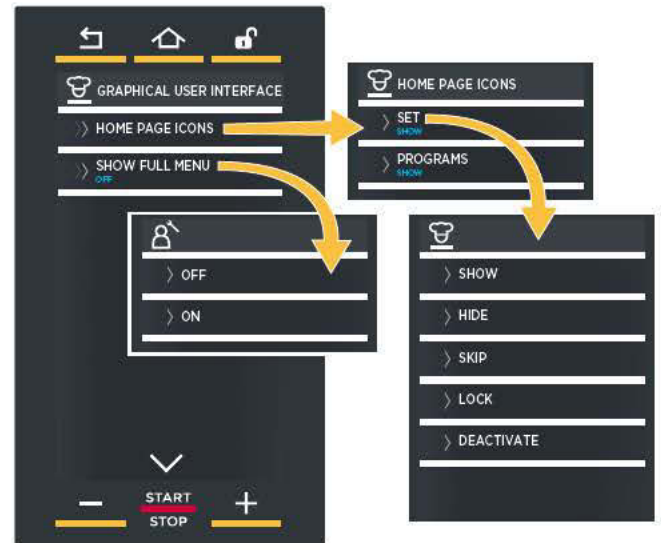 GRAPHICAL USER INTERFACE
HOME PAGE ICONS
SHOW FULL MENU
OFF
START
STOP
HOME PAGE ICONS
SET
SHOW
PROGRAMS
SHOW
OFF
ON
SHOW
HIDE
SKIP
LOCK
DEACTIVATE